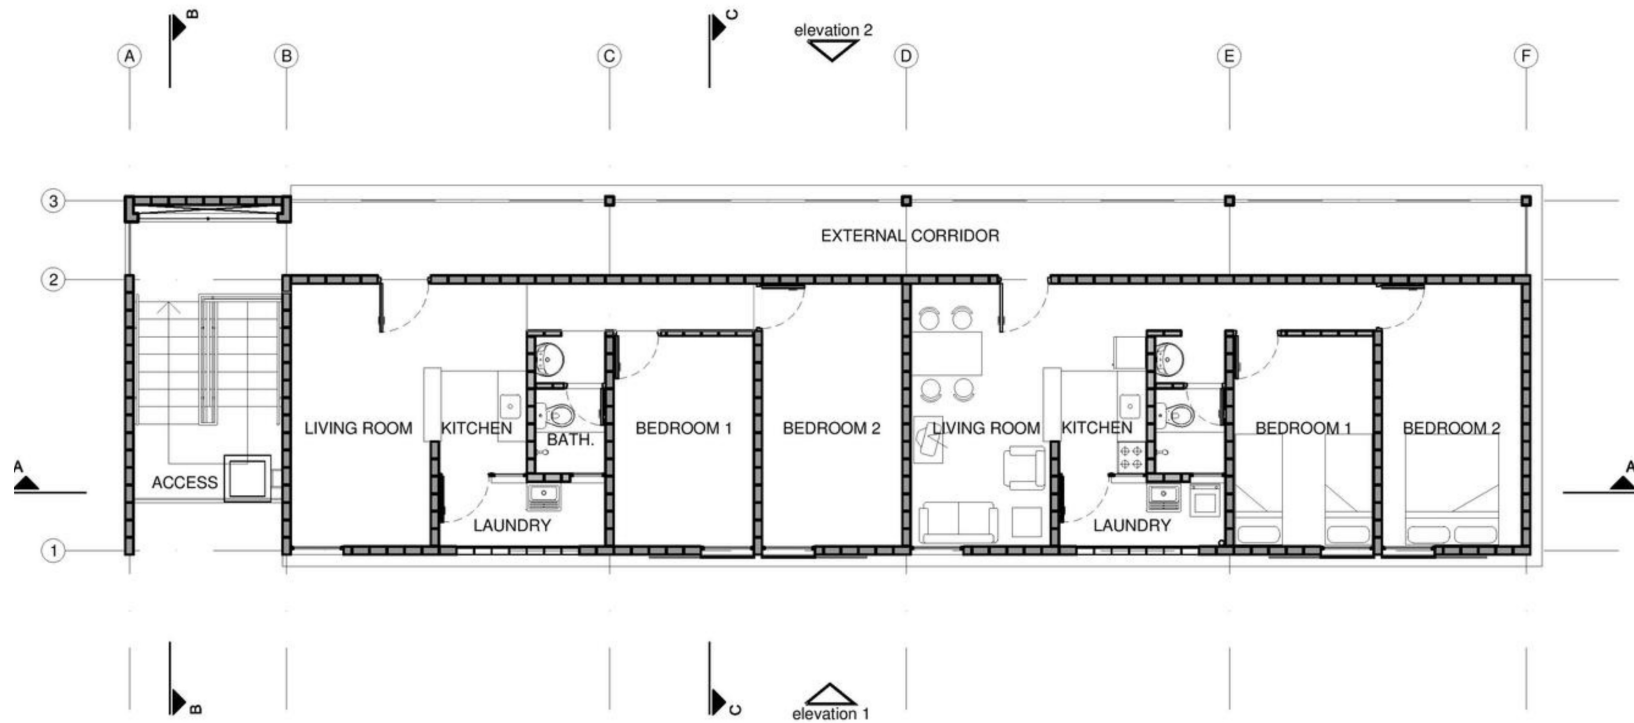 B
C
elevation 2
A
B
C
D
E
F
3
EXTERNAL CORRIDOR
2
LIVING ROOM
KITCHEN
BATH.
BEDROOM 1
BEDROOM 2
LIVING ROOM
KITCHEN
BEDROOM 1
BEDROOM 2
A
ACCESS
A
LAUNDRY
LAUNDRY
1
B
C
elevation 1